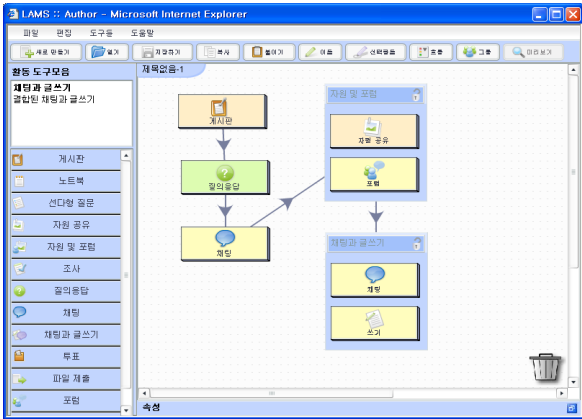 LAMS :: Author - Microsoft Internet Explorer
파일 편집 도구들 도움말
새로 만들기 열기 저장하기 복사 붙이기 이동 선택활동 흐름 그룹 미리보기
활동 도구모음
제목없음-1
채팅과 글쓰기
결합된 채팅과 글쓰기
게시판
노트북
선다형 질문
자원 공유
자원 및 포럼
조사
질의응답
채팅
채팅과 글쓰기
투표
파일 제출
포럼
게시판
질의응답
채팅
자원 및 포럼
자원 공유
포럼
채팅과 글쓰기
채팅
쓰기
속성